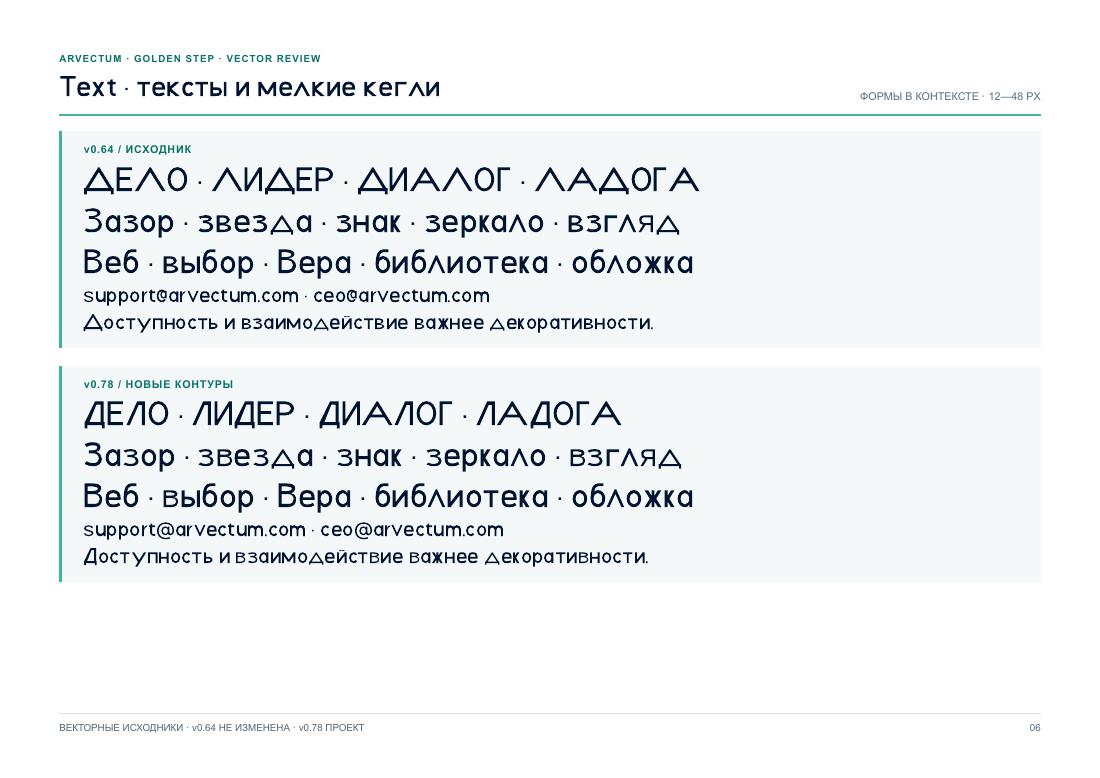 ARVECTUM · GOLDEN STEP · VECTOR REVIEW
Text · тексты и мелкие кегли
ФОРМЫ В КОНТЕКСТЕ · 12—48 PX
v0.64 / ИСХОДНИК
ДЕЛО · ЛИДЕР · ДИАЛОГ · ЛАДОГА
Зазор · звезда · знак · зеркало · взгляд
Веб · выбор · Вера · библиотека · обложка
support@arvectum.com · ceo@arvectum.com
Доступность и взаимодействие важнее декоративности.
v0.78 / НОВЫЕ КОНТУРЫ
ДЕЛО · ЛИДЕР · ДИАЛОГ · ЛАДОГА
Зазор · звезда · знак · зеркало · взгляд
Веб · выбор · Вера · библиотека · обложка
support@arvectum.com · ceo@arvectum.com
Доступность и взаимодействие важнее декоративности.
ВЕКТОРНЫЕ ИСХОДНИКИ · v0.64 НЕ ИЗМЕНЕНА · v0.78 ПРОЕКТ
06